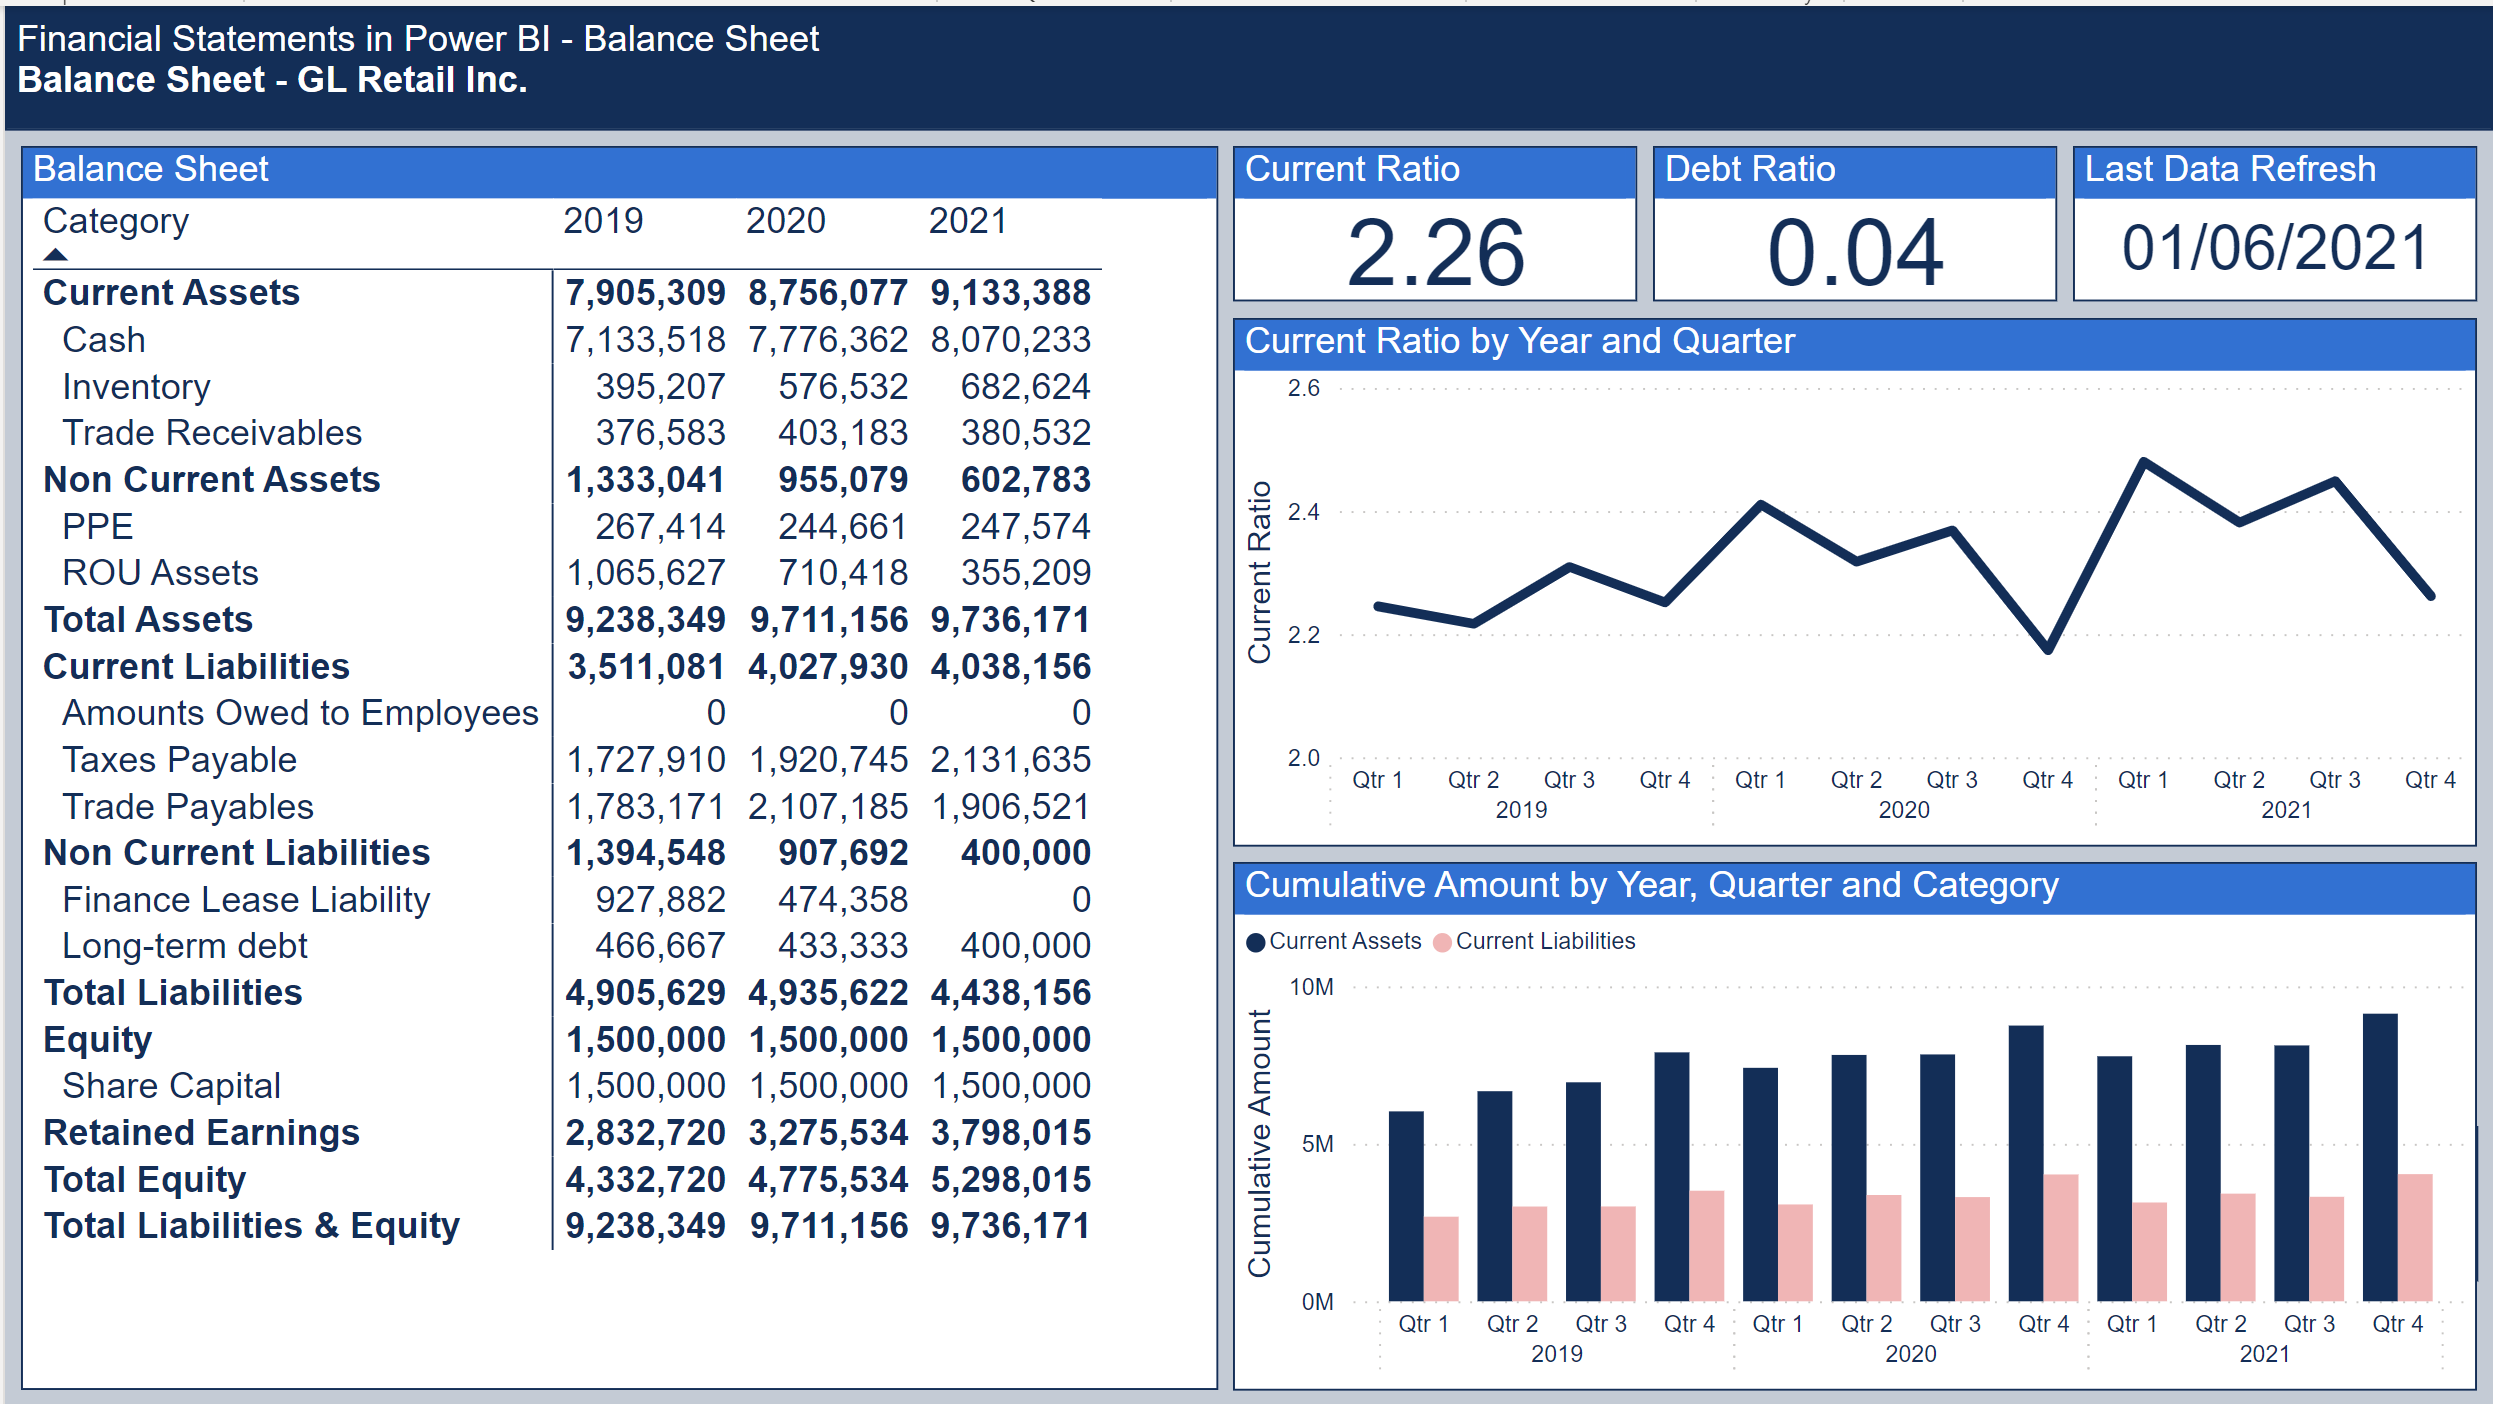 Financial Statements in Power BI - Balance Sheet
Balance Sheet - GL Retail Inc.
Balance Sheet
Category 2019 2020 2021
Current Assets 7,905,309 8,756,077 9,133,388
Cash 7,133,518 7,776,362 8,070,233
Inventory 395,207 576,532 682,624
Trade Receivables 376,583 403,183 380,532
Non Current Assets 1,333,041 955,079 602,783
PPE 267,414 244,661 247,574
ROU Assets 1,065,627 710,418 355,209
Total Assets 9,238,349 9,711,156 9,736,171
Current Liabilities 3,511,081 4,027,930 4,038,156
Amounts Owed to Employees 0 0 0
Taxes Payable 1,727,910 1,920,745 2,131,635
Trade Payables 1,783,171 2,107,185 1,906,521
Non Current Liabilities 1,394,548 907,692 400,000
Finance Lease Liability 927,882 474,358 0
Long-term debt 466,667 433,333 400,000
Total Liabilities 4,905,629 4,935,622 4,438,156
Equity 1,500,000 1,500,000 1,500,000
Share Capital 1,500,000 1,500,000 1,500,000
Retained Earnings 2,832,720 3,275,534 3,798,015
Total Equity 4,332,720 4,775,534 5,298,015
Total Liabilities & Equity 9,238,349 9,711,156 9,736,171
Current Ratio
2.26
Debt Ratio
0.04
Last Data Refresh
01/06/2021
Current Ratio by Year and Quarter
Current Ratio
2.6
2.4
2.2
2.0
Qtr 1 Qtr 2 Qtr 3 Qtr 4 Qtr 1 Qtr 2 Qtr 3 Qtr 4 Qtr 1 Qtr 2 Qtr 3 Qtr 4
2019 2020 2021
Cumulative Amount by Year, Quarter and Category
Current Assets Current Liabilities
Cumulative Amount
10M
5M
0M
Qtr 1 Qtr 2 Qtr 3 Qtr 4 Qtr 1 Qtr 2 Qtr 3 Qtr 4 Qtr 1 Qtr 2 Qtr 3 Qtr 4
2019 2020 2021